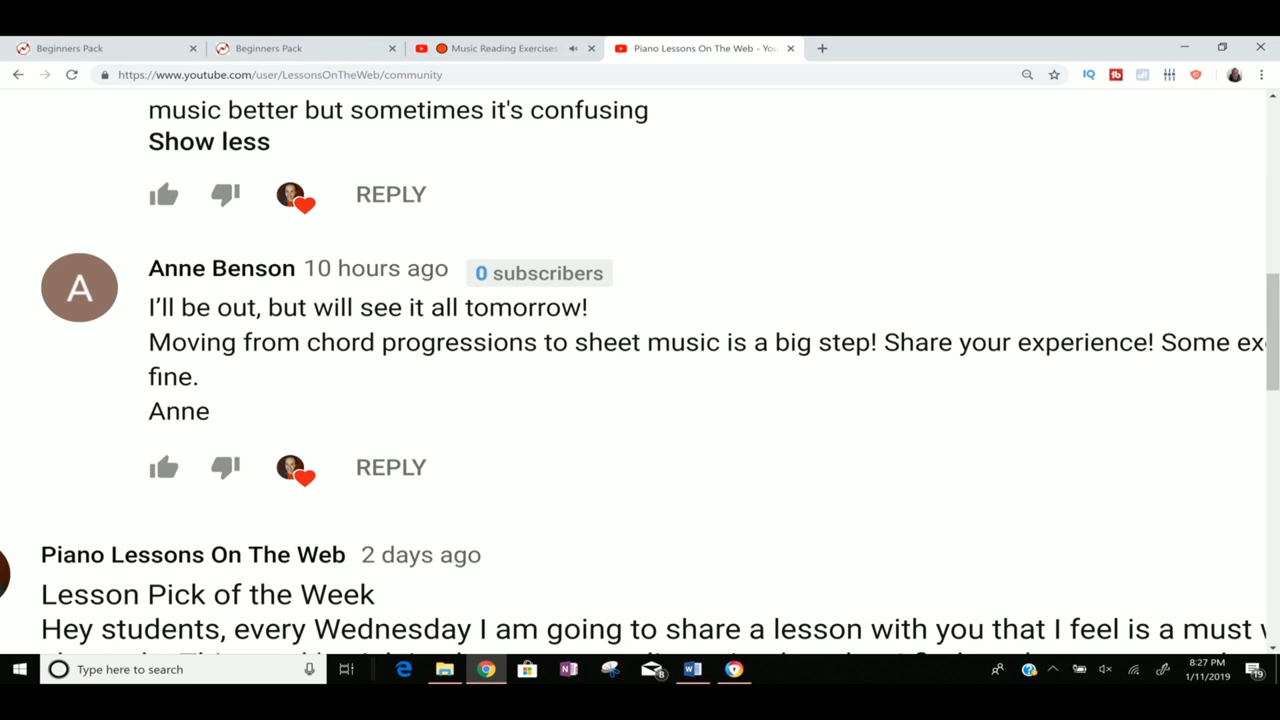 Beginners Pack
Beginners Pack
Music Reading Exercises
Piano Lessons On The Web - You
https://www.youtube.com/user/LessonsOnTheWeb/community
IQ
music better but sometimes it's confusing
Show less
REPLY
A
Anne Benson 10 hours ago 0 subscribers
I’ll be out, but will see it all tomorrow!
Moving from chord progressions to sheet music is a big step! Share your experience! Some ex
fine.
Anne
REPLY
Piano Lessons On The Web 2 days ago
Lesson Pick of the Week
Hey students, every Wednesday I am going to share a lesson with you that I feel is a must
Type here to search
8
8:27 PM
1/11/2019
19